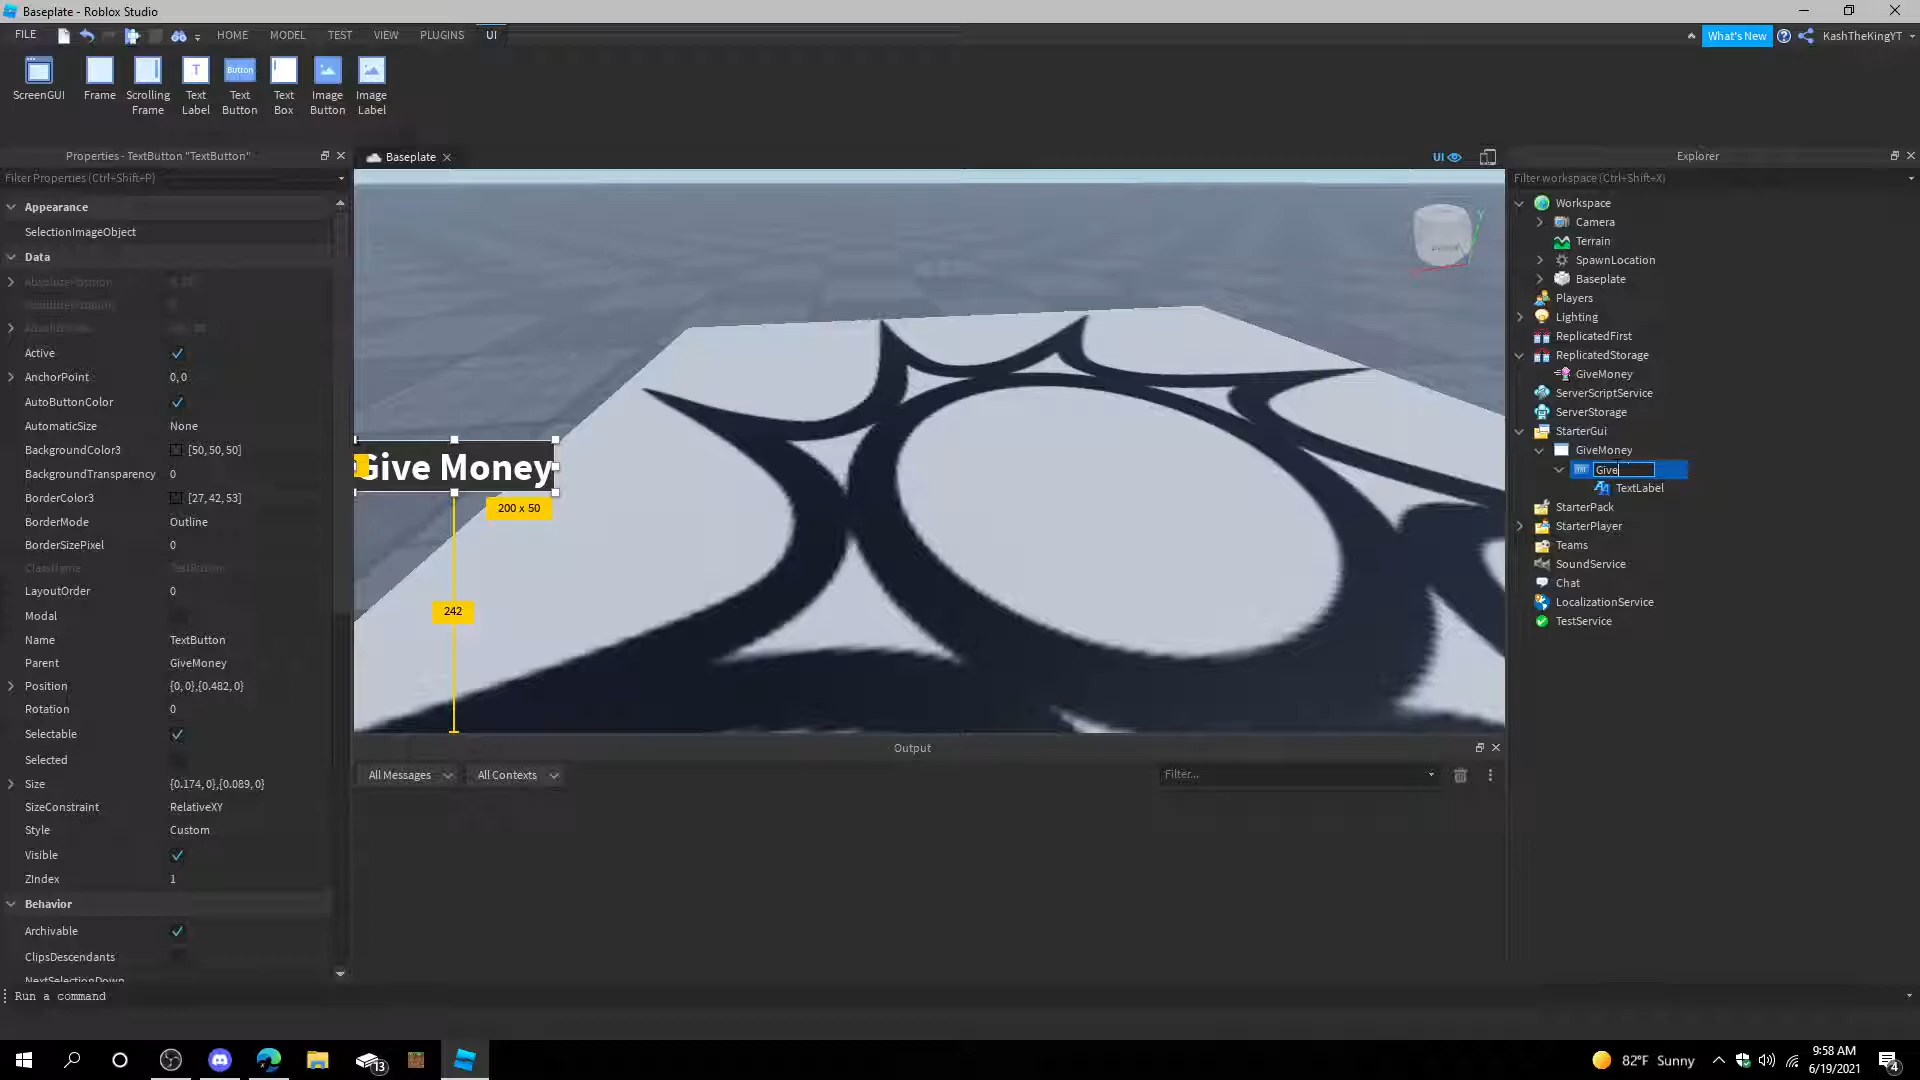 Baseplate - Roblox Studio
FILE
HOME
MODEL
TEST
VIEW
PLUGINS
UI
What's New
KashTheKingYT
ScreenGUI
Frame
Scrolling
Frame
Text
Label
Button
Text
Button
Text
Box
Image
Button
Image
Label
Properties - TextButton "TextButton"
Filter Properties (Ctrl+Shift+P)
Appearance
SelectionImageObject
Data
Active
AnchorPoint 0, 0
AutoButtonColor
AutomaticSize None
BackgroundColor3 [50, 50, 50]
BackgroundTransparency 0
BorderColor3 [27, 42, 53]
BorderMode Outline
BorderSizePixel 0
ClassName TextButton
LayoutOrder 0
Modal
Name TextButton
Parent GiveMoney
Position {0, 0},{0.482, 0}
Rotation 0
Selectable
Selected
Size {0.174, 0},{0.089, 0}
SizeConstraint RelativeXY
Style Custom
Visible
ZIndex 1
Behavior
Archivable
ClipsDescendants
NextSelectionDown
Baseplate
UI
Give Money
200 x 50
242
Output
All Messages
All Contexts
Filter...
Explorer
Filter workspace (Ctrl+Shift+X)
Workspace
Camera
Terrain
SpawnLocation
Baseplate
Players
Lighting
ReplicatedFirst
ReplicatedStorage
GiveMoney
ServerScriptService
ServerStorage
StarterGui
GiveMoney
Give
TextLabel
StarterPack
StarterPlayer
Teams
SoundService
Chat
LocalizationService
TestService
Run a command
13
82°F Sunny
9:58 AM
6/19/2021
4